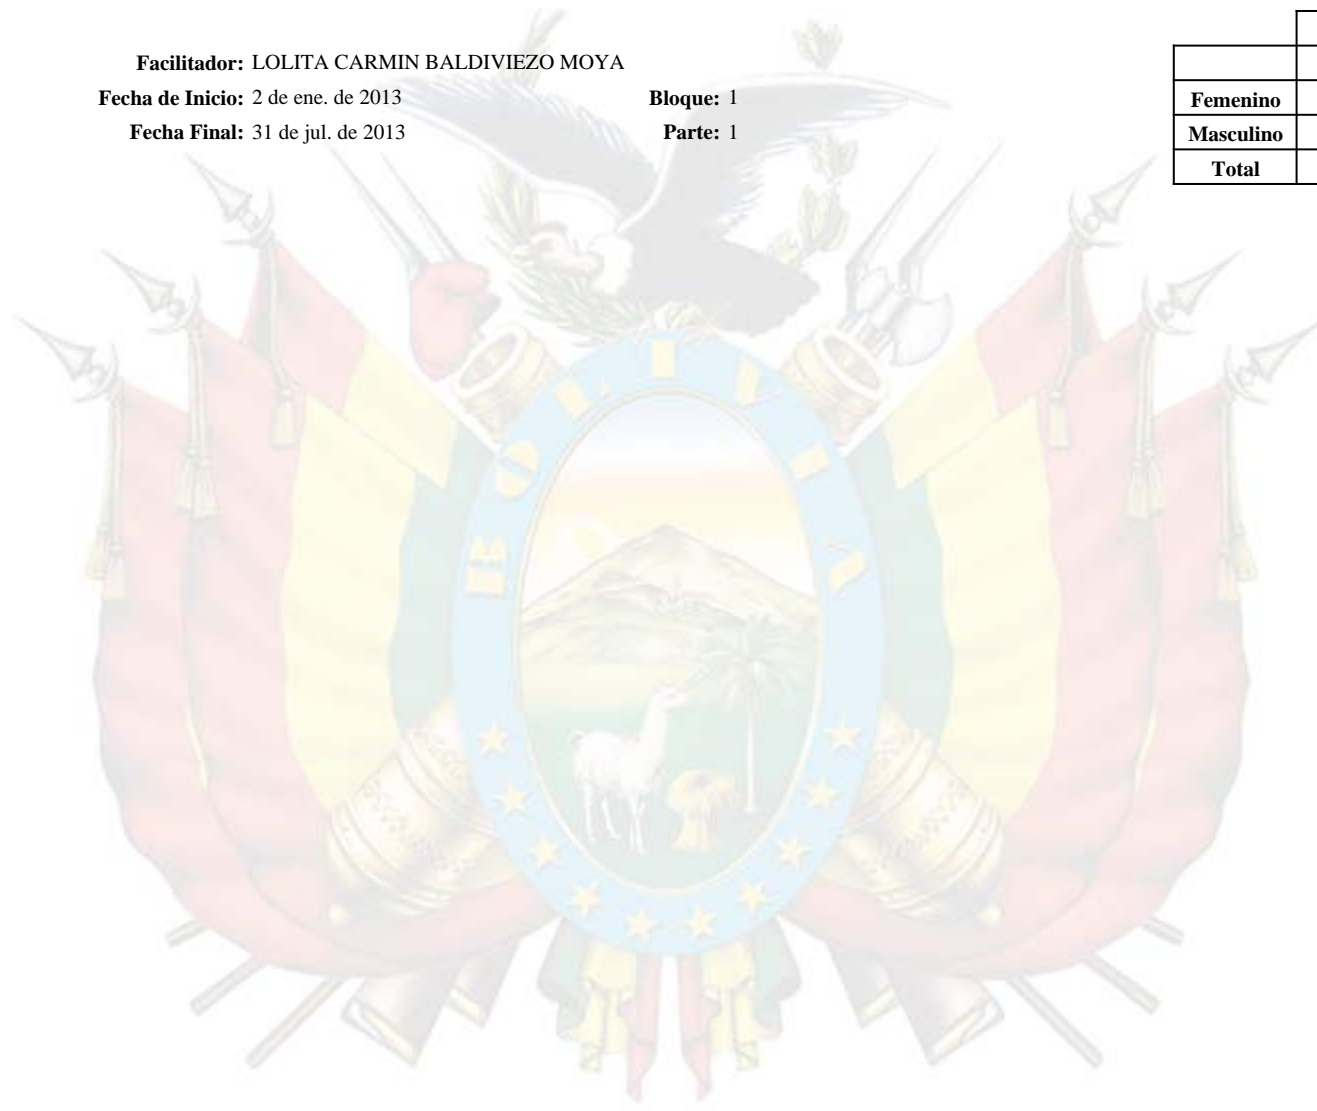 Facilitador: LOLITA CARMIN BALDIVIEZO MOYA
Fecha de Inicio: 2 de ene. de 2013 Bloque: 1
Fecha Final: 31 de jul. de 2013 Parte: 1
Femenino
Masculino
Total
BOLIVIA